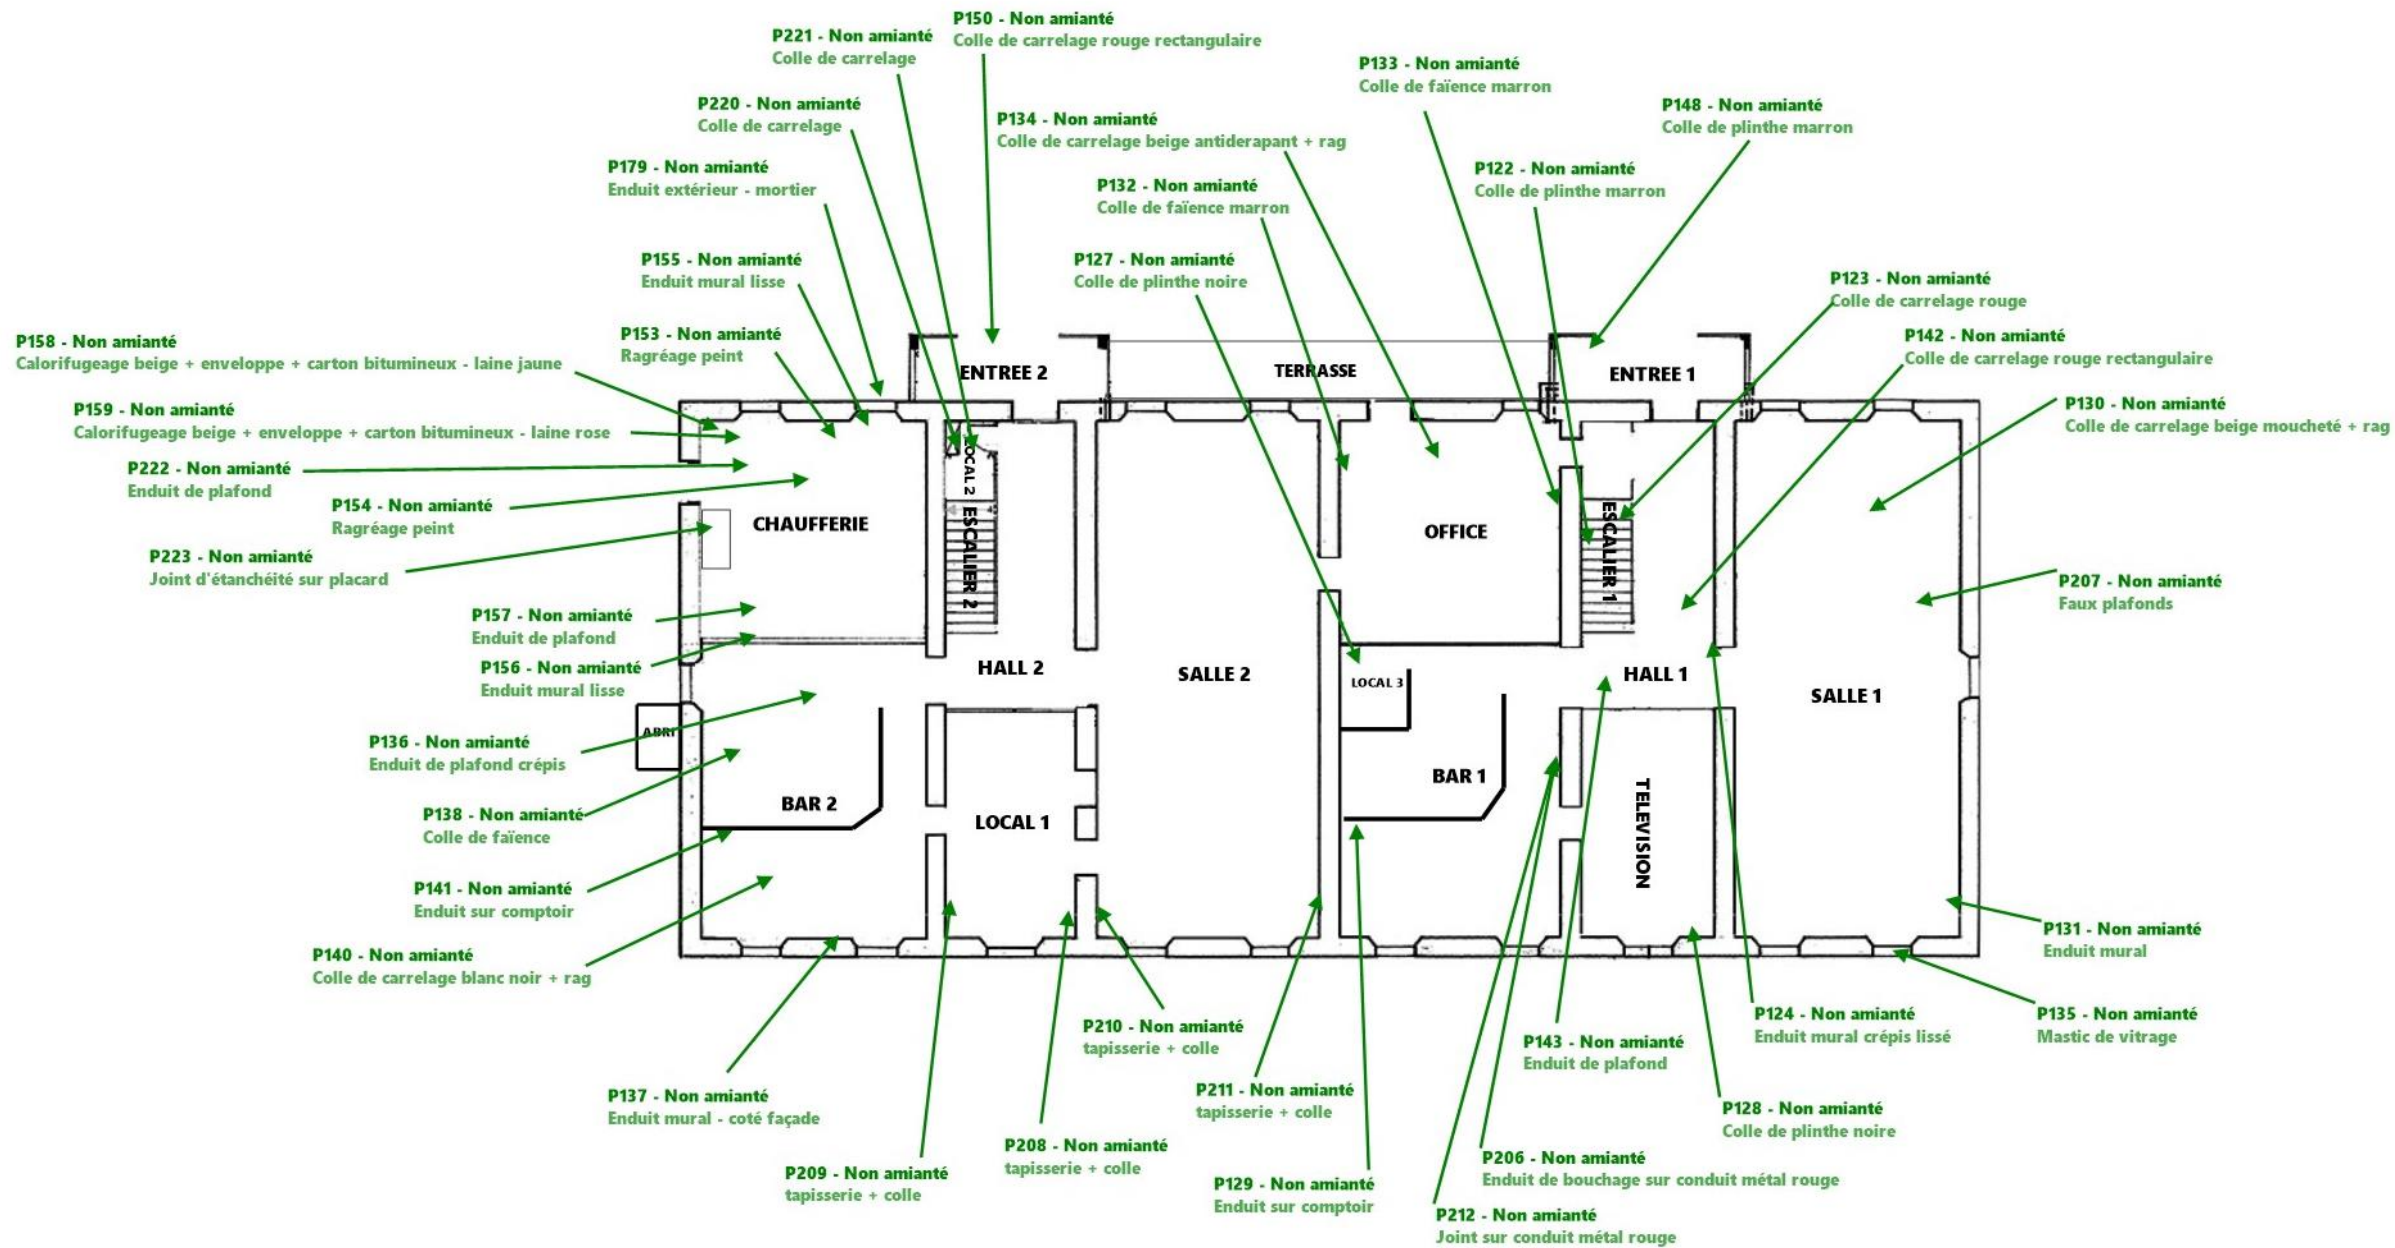 P150 - Non amianté
Colle de carrelage rouge rectangulaire
P221 - Non amianté
Colle de carrelage
P133 - Non amianté
Colle de faïence marron
P220 - Non amianté
Colle de carrelage
P148 - Non amianté
Colle de plinthe marron
P134 - Non amianté
Colle de carrelage beige antiderapant + rag
P179 - Non amianté
Enduit extérieur - mortier
P122 - Non amianté
Colle de plinthe marron
P132 - Non amianté
Colle de faïence marron
P155 - Non amianté
Enduit mural lisse
P127 - Non amianté
Colle de plinthe noire
P123 - Non amianté
Colle de carrelage rouge
P153 - Non amianté
Ragréage peint
P142 - Non amianté
Colle de carrelage rouge rectangulaire
P158 - Non amianté
Calorifugeage beige + enveloppe + carton bitumineux - laine jaune
ENTREE 2
TERRASSE
ENTREE 1
P159 - Non amianté
Calorifugeage beige + enveloppe + carton bitumineux - laine rose
P130 - Non amianté
Colle de carrelage beige moucheté + rag
P222 - Non amianté
Enduit de plafond
LOCAL 2
P154 - Non amianté
Ragréage peint
CHAUFFERIE
ESCALIER 2
OFFICE
ESCALIER 1
P223 - Non amianté
Joint d'étanchéité sur placard
P207 - Non amianté
Faux plafonds
P157 - Non amianté
Enduit de plafond
P156 - Non amianté
Enduit mural lisse
HALL 2
SALLE 2
LOCAL 3
HALL 1
SALLE 1
ABRI
P136 - Non amianté
Enduit de plafond crépis
BAR 1
TELEVISION
BAR 2
P138 - Non amianté
Colle de faïence
LOCAL 1
P141 - Non amianté
Enduit sur comptoir
P131 - Non amianté
Enduit mural
P140 - Non amianté
Colle de carrelage blanc noir + rag
P210 - Non amianté
tapisserie + colle
P124 - Non amianté
Enduit mural crépis lissé
P135 - Non amianté
Mastic de vitrage
P143 - Non amianté
Enduit de plafond
P137 - Non amianté
Enduit mural - coté façade
P211 - Non amianté
tapisserie + colle
P128 - Non amianté
Colle de plinthe noire
P208 - Non amianté
tapisserie + colle
P206 - Non amianté
Enduit de bouchage sur conduit métal rouge
P209 - Non amianté
tapisserie + colle
P129 - Non amianté
Enduit sur comptoir
P212 - Non amianté
Joint sur conduit métal rouge